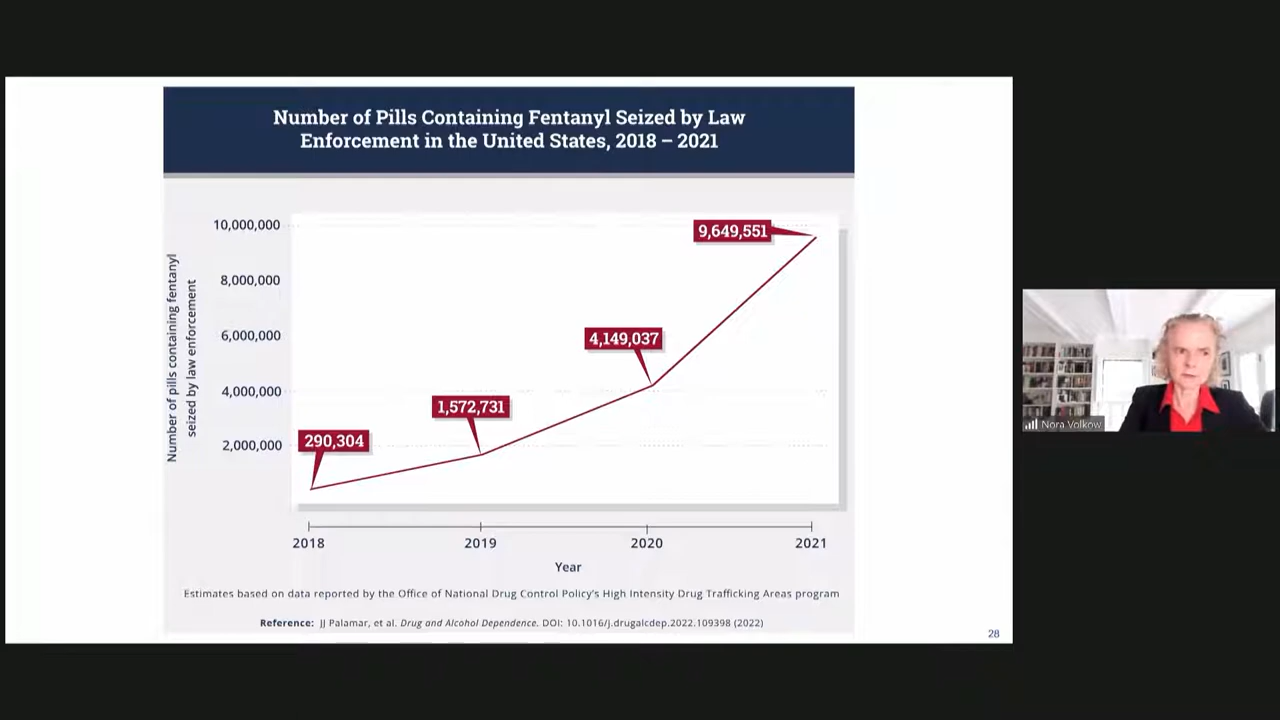 Number of Pills Containing Fentanyl Seized by Law
Enforcement in the United States, 2018 – 2021
Number of pills containing fentanyl
seized by law enforcement
10,000,000
8,000,000
6,000,000
4,000,000
2,000,000
290,304
1,572,731
4,149,037
9,649,551
2018 2019 2020 2021
Year
Estimates based on data reported by the Office of National Drug Control Policy's High Intensity Drug Trafficking Areas program
Reference: JJ Palamar, et al. Drug and Alcohol Dependence. DOI: 10.1016/j.drugalcdep.2022.109398 (2022)
28
Nora Volkow